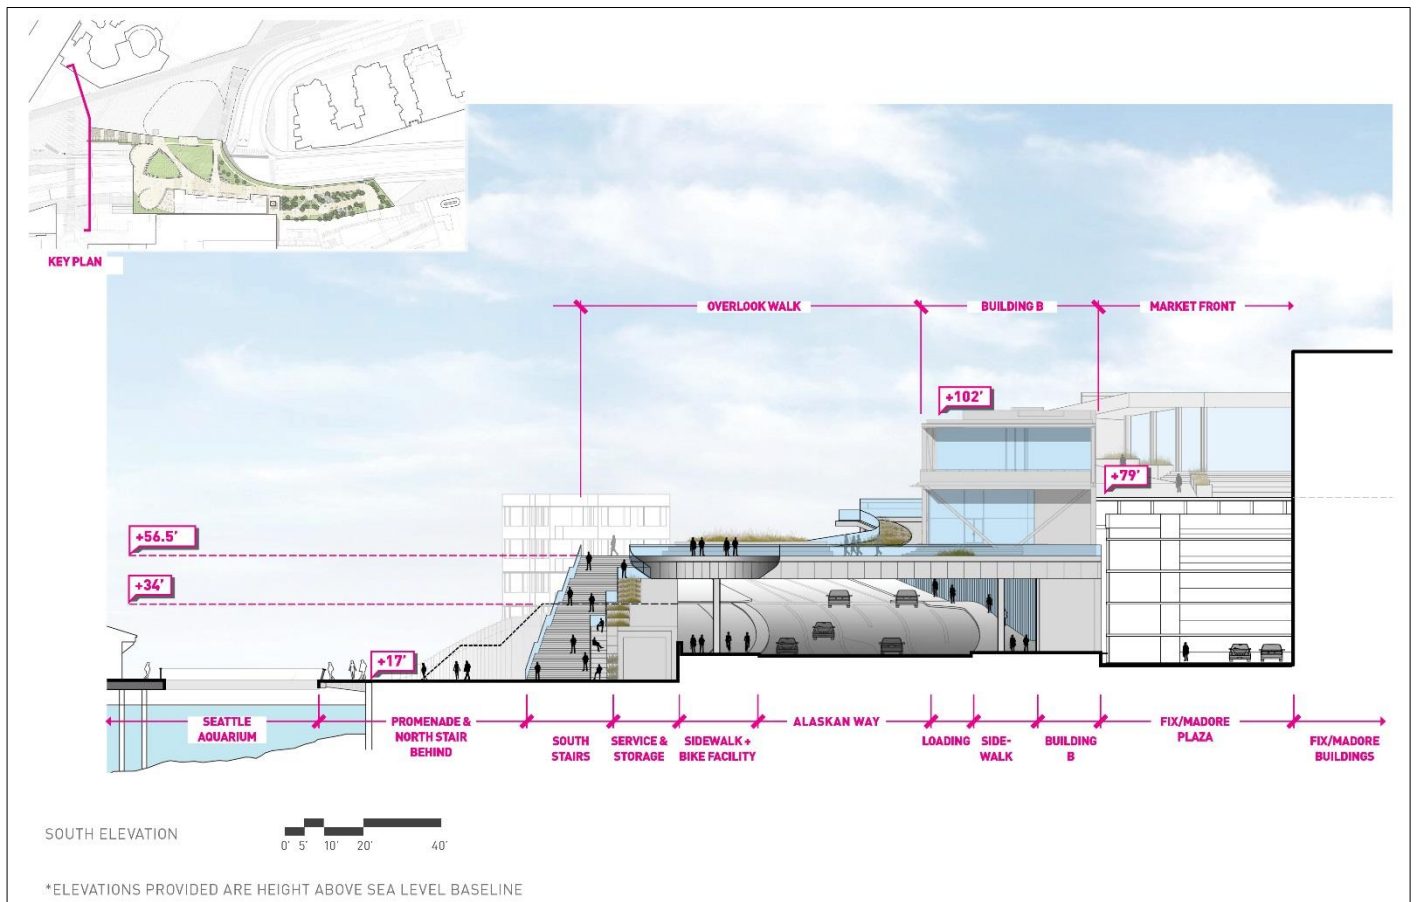 KEY PLAN
OVERLOOK WALK
BUILDING B
MARKET FRONT
+102'
+79'
+56.5'
+34'
+17'
SEATTLE
AQUARIUM
PROMENADE &
NORTH STAIR
BEHIND
SOUTH
STAIRS
SERVICE &
STORAGE
SIDEWALK +
BIKE FACILITY
ALASKAN WAY
LOADING
SIDE-
WALK
BUILDING
B
FIX/MADORE
PLAZA
FIX/MADORE
BUILDINGS
SOUTH ELEVATION
0' 5' 10' 20' 40'
*ELEVATIONS PROVIDED ARE HEIGHT ABOVE SEA LEVEL BASELINE